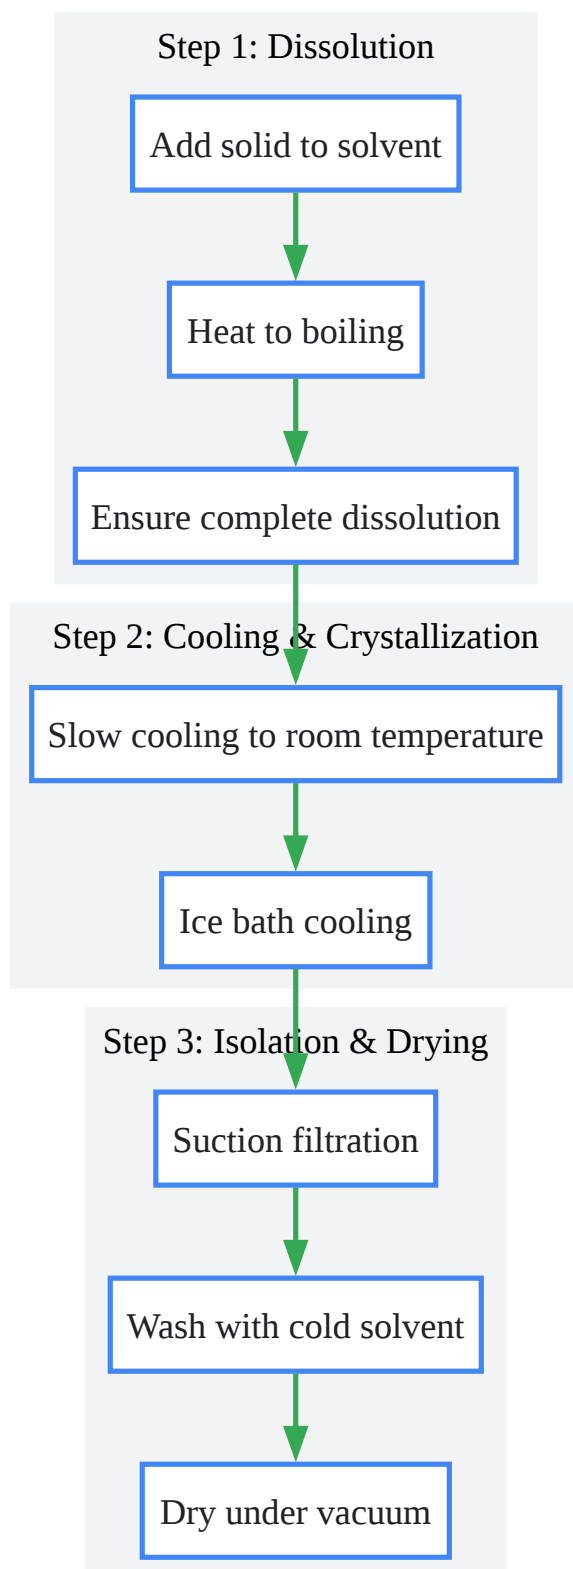 Step 1: Dissolution
Add solid to solvent
Heat to boiling
Ensure complete dissolution
Step 2: Cooling & Crystallization
Slow cooling to room temperature
Ice bath cooling
Step 3: Isolation & Drying
Suction filtration
Wash with cold solvent
Dry under vacuum